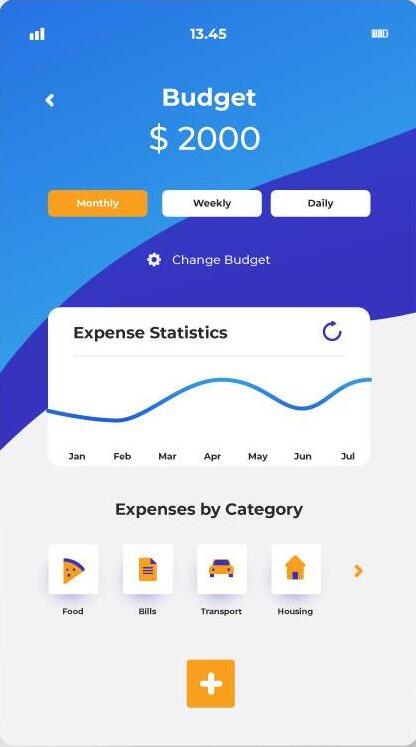 13.45
Budget
$ 2000
Monthly Weekly Daily
Change Budget
Expense Statistics
Jan Feb Mar Apr May Jun Jul
Expenses by Category
Food Bills Transport Housing